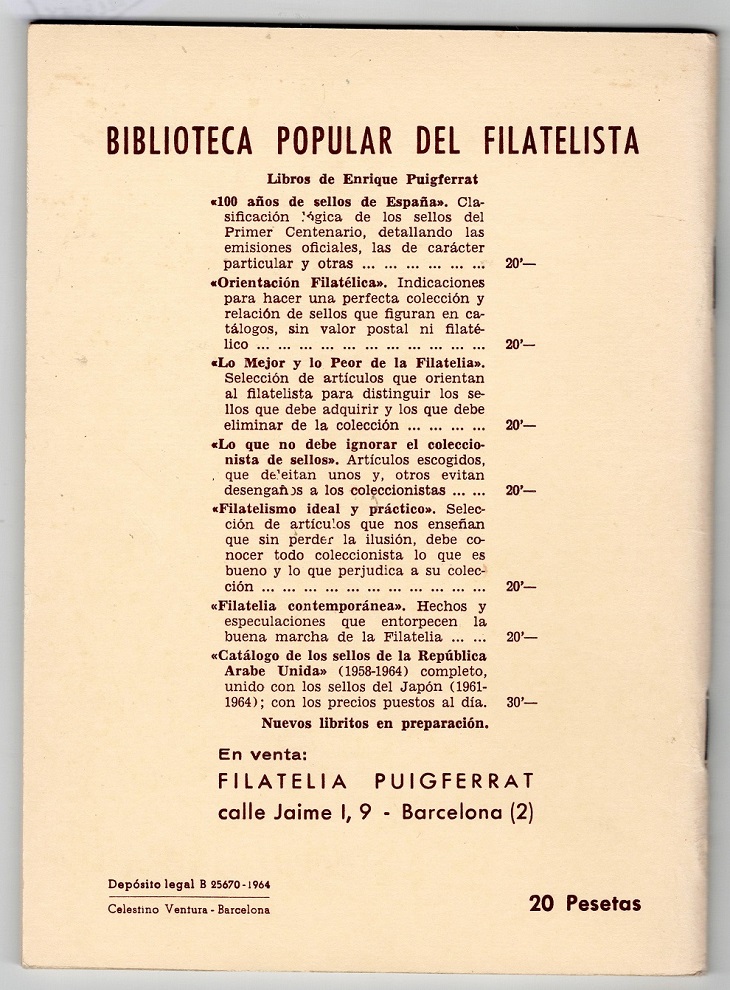 BIBLIOTECA POPULAR DEL FILATELISTA
Libros de Enrique Puigferrat
«100 años de sellos de España». Cla-
sificación lógica de los sellos del
Primer Centenario, detallando las
emisiones oficiales, las de carácter
particular y otras ... ... ... ... ... ... 20'—
«Orientación Filatélica». Indicaciones
para hacer una perfecta colección y
relación de sellos que figuran en ca-
tálogos, sin valor postal ni filaté-
lico ... ... ... ... ... ... ... ... ... ... ... 20'—
«Lo Mejor y lo Peor de la Filatelia».
Selección de artículos que orientan
al filatelista para distinguir los se-
llos que debe adquirir y los que debe
eliminar de la colección ... ... ... ... 20'—
«Lo que no debe ignorar el coleccio-
nista de sellos». Artículos escogidos,
que deleitan unos y, otros evitan
desengaños a los coleccionistas ... ... 20'—
«Filatelismo ideal y práctico». Selec-
ción de artículos que nos enseñan
que sin perder la ilusión, debe co-
nocer todo coleccionista lo que es
bueno y lo que perjudica a su colec-
ción ... ... ... ... ... ... ... ... ... ... ... 20'—
«Filatelia contemporánea». Hechos y
especulaciones que entorpecen la
buena marcha de la Filatelia ... ... 20'—
«Catálogo de los sellos de la República
Arabe Unida» (1958-1964) completo,
unido con los sellos del Japón (1961-
1964); con los precios puestos al día. 30'—
Nuevos libritos en preparación.
En venta:
FILATELIA PUIGFERRAT
calle Jaime I, 9 - Barcelona (2)
Depósito legal B 25670-1964
Celestino Ventura - Barcelona
20 Pesetas